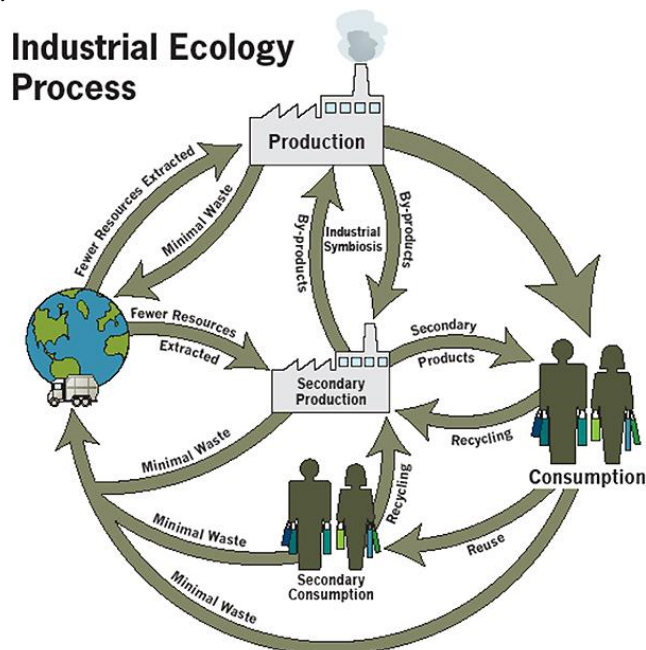 Industrial Ecology
Process
Production
Fewer Resources Extracted
Minimal Waste
By-products
Industrial
Symbiosis
By-products
Fewer Resources
Extracted
Secondary
Products
Secondary
Production
Recycling
Consumption
Minimal Waste
Recycling
Minimal Waste
Reuse
Secondary
Consumption
Minimal Waste